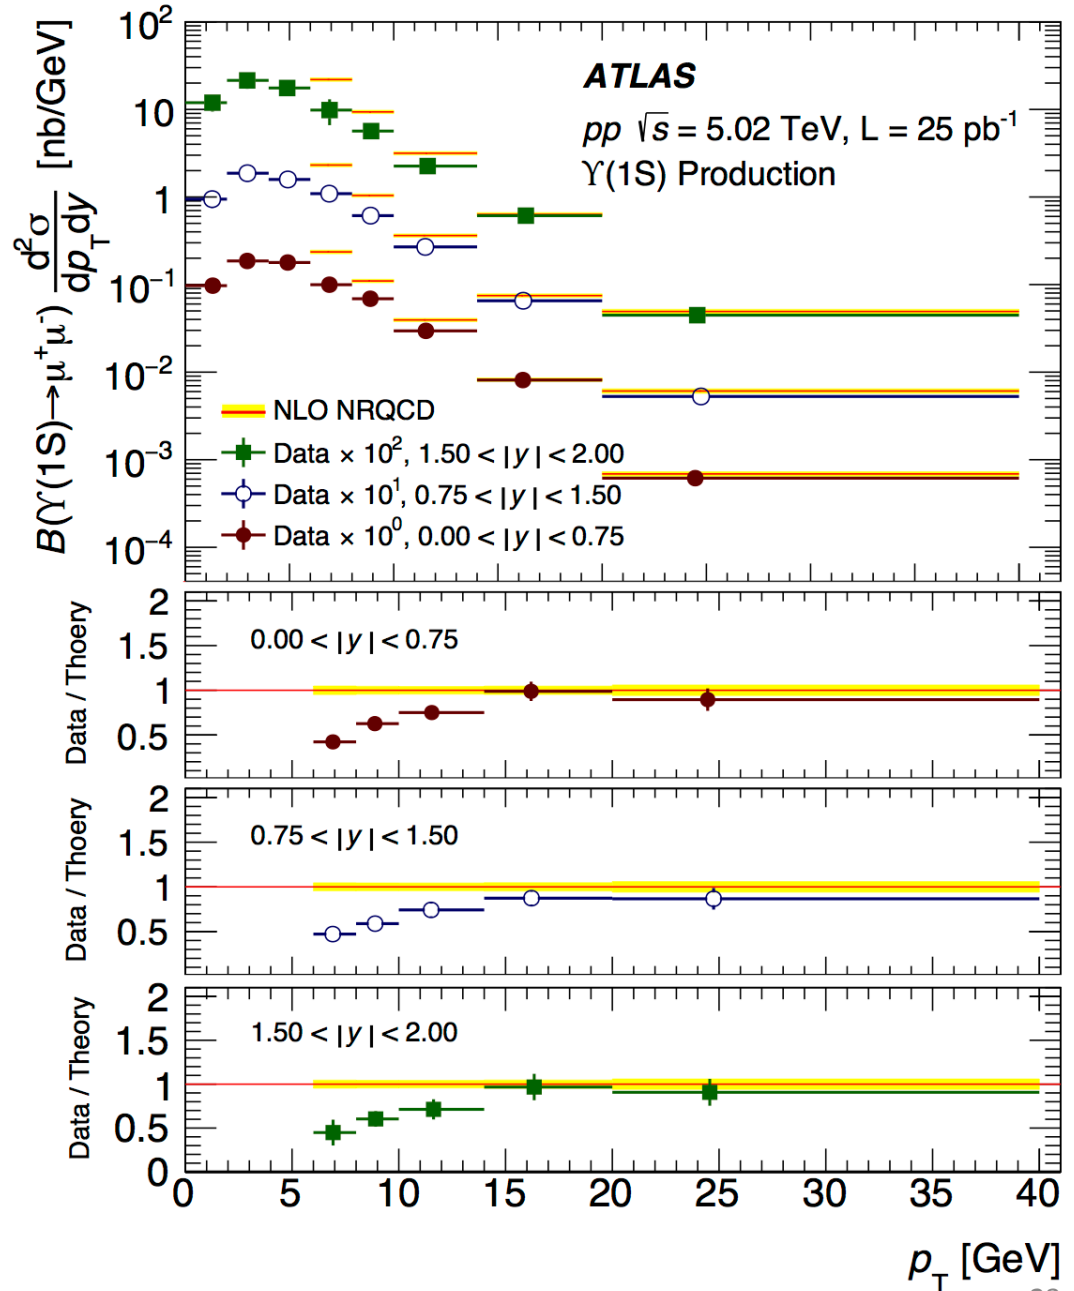 B(ϒ(1S)→μ⁺μ⁻) d²σ/dp_Tdy [nb/GeV]
10²
10
1
10⁻¹
10⁻²
10⁻³
10⁻⁴
ATLAS
pp √s = 5.02 TeV, L = 25 pb⁻¹
ϒ(1S) Production
NLO NRQCD
Data × 10², 1.50 < |y| < 2.00
Data × 10¹, 0.75 < |y| < 1.50
Data × 10⁰, 0.00 < |y| < 0.75
Data / Thoery
2
1.5
1
0.5
0.00 < |y| < 0.75
Data / Thoery
2
1.5
1
0.5
0.75 < |y| < 1.50
Data / Theory
2
1.5
1
0.5
0
1.50 < |y| < 2.00
0 5 10 15 20 25 30 35 40
p_T [GeV]